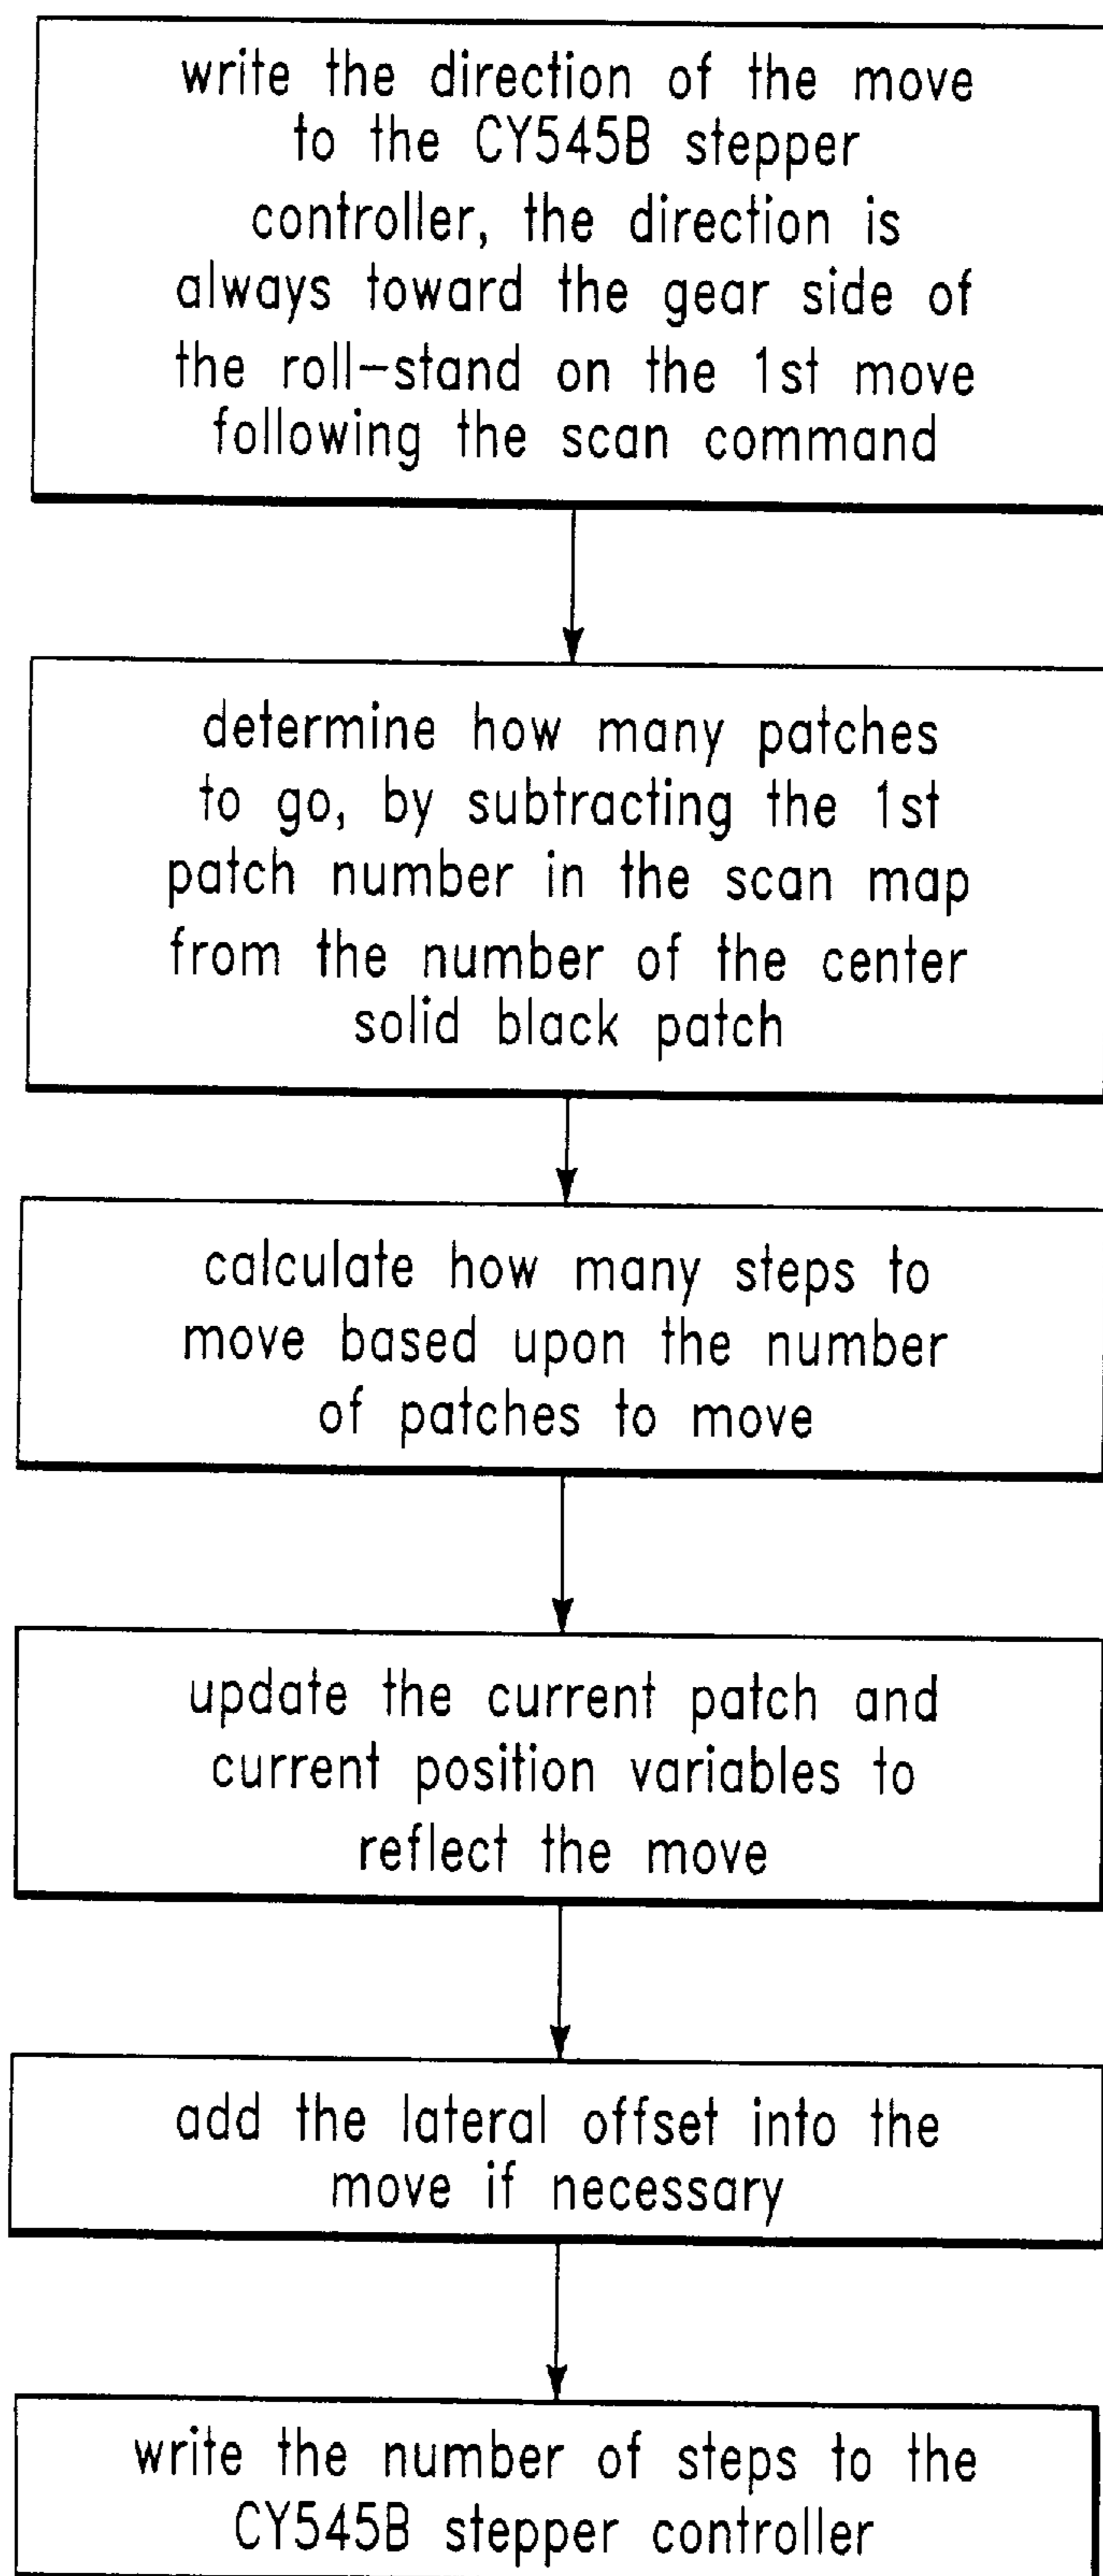 write the direction of the move
to the CY545B stepper
controller, the direction is
always toward the gear side of
the roll-stand on the 1st move
following the scan command
determine how many patches
to go, by subtracting the 1st
patch number in the scan map
from the number of the center
solid black patch
calculate how many steps to
move based upon the number
of patches to move
update the current patch and
current position variables to
reflect the move
add the lateral offset into the
move if necessary
write the number of steps to the
CY545B stepper controller